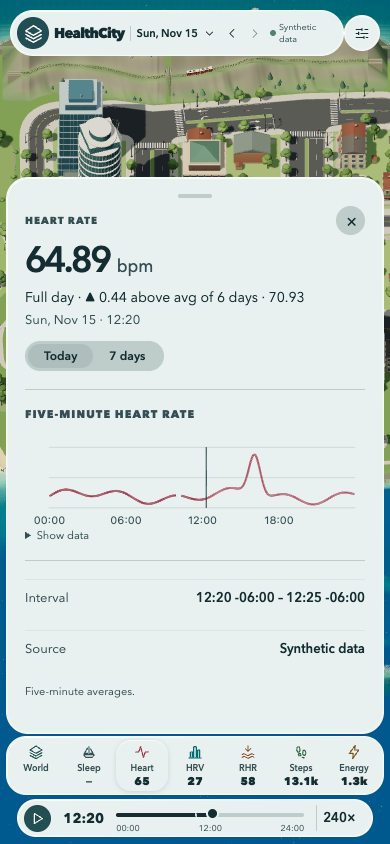 HealthCity
Sun, Nov 15
Synthetic
data
HEART RATE
64.89 bpm
Full day · ▲ 0.44 above avg of 6 days · 70.93
Sun, Nov 15 · 12:20
Today 7 days
FIVE-MINUTE HEART RATE
00:00 06:00 12:00 18:00
Show data
Interval 12:20 -06:00 – 12:25 -06:00
Source Synthetic data
Five-minute averages.
World Sleep Heart HRV RHR Steps Energy
– 65 27 58 13.1k 1.3k
12:20 240×
00:00 12:00 24:00